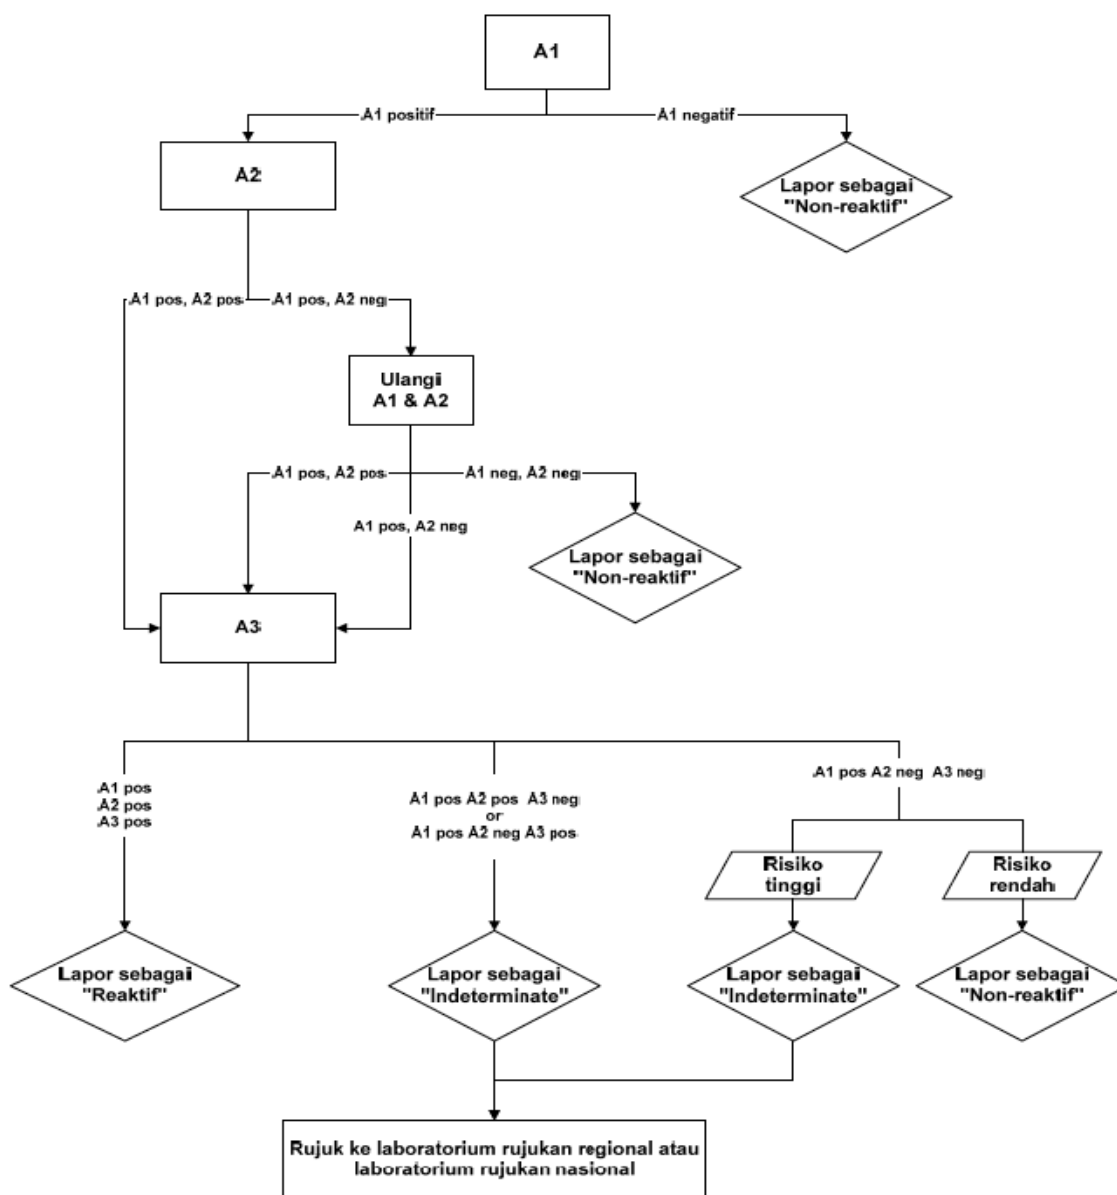 A1
A1 positif
A1 negatif
A2
Lapor sebagai
"Non-reaktif"
A1 pos, A2 pos
A1 pos, A2 neg
Ulangi
A1 & A2
A1 pos, A2 pos
A1 neg, A2 neg
A1 pos, A2 neg
Lapor sebagai
"Non-reaktif"
A3
A1 pos
A2 pos
A3 pos
A1 pos A2 pos A3 neg
or
A1 pos A2 neg A3 pos
A1 pos A2 neg A3 neg
Risiko
tinggi
Risiko
rendah
Lapor sebagai
"Reaktif"
Lapor sebagai
"Indeterminate"
Lapor sebagai
"Indeterminate"
Lapor sebagai
"Non-reaktif"
Rujuk ke laboratorium rujukan regional atau
laboratorium rujukan nasional